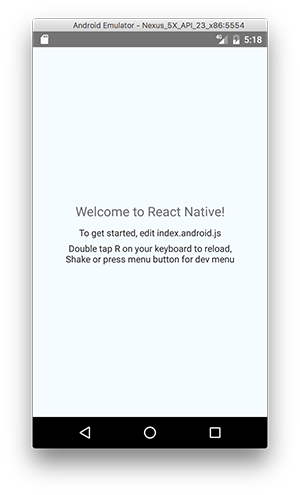 Android Emulator - Nexus_5X_API_23_x86:5554
4G 5:18
Welcome to React Native!
To get started, edit index.android.js
Double tap R on your keyboard to reload,
Shake or press menu button for dev menu